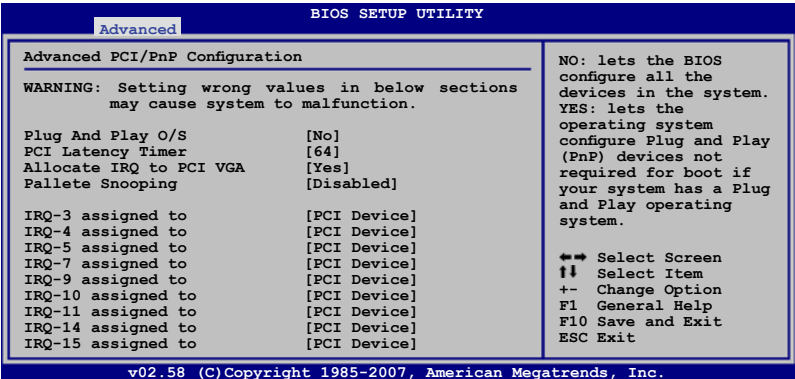 BIOS SETUP UTILITY
Advanced
Advanced PCI/PnP Configuration
WARNING: Setting wrong values in below sections
may cause system to malfunction.
Plug And Play O/S [No]
PCI Latency Timer [64]
Allocate IRQ to PCI VGA [Yes]
Pallete Snooping [Disabled]
IRQ-3 assigned to [PCI Device]
IRQ-4 assigned to [PCI Device]
IRQ-5 assigned to [PCI Device]
IRQ-7 assigned to [PCI Device]
IRQ-9 assigned to [PCI Device]
IRQ-10 assigned to [PCI Device]
IRQ-11 assigned to [PCI Device]
IRQ-14 assigned to [PCI Device]
IRQ-15 assigned to [PCI Device]
NO: lets the BIOS
configure all the
devices in the system.
YES: lets the
operating system
configure Plug and Play
(PnP) devices not
required for boot if
your system has a Plug
and Play operating
system.
←→ Select Screen
↑↓ Select Item
+- Change Option
F1 General Help
F10 Save and Exit
ESC Exit
v02.58 (C)Copyright 1985-2007, American Megatrends, Inc.